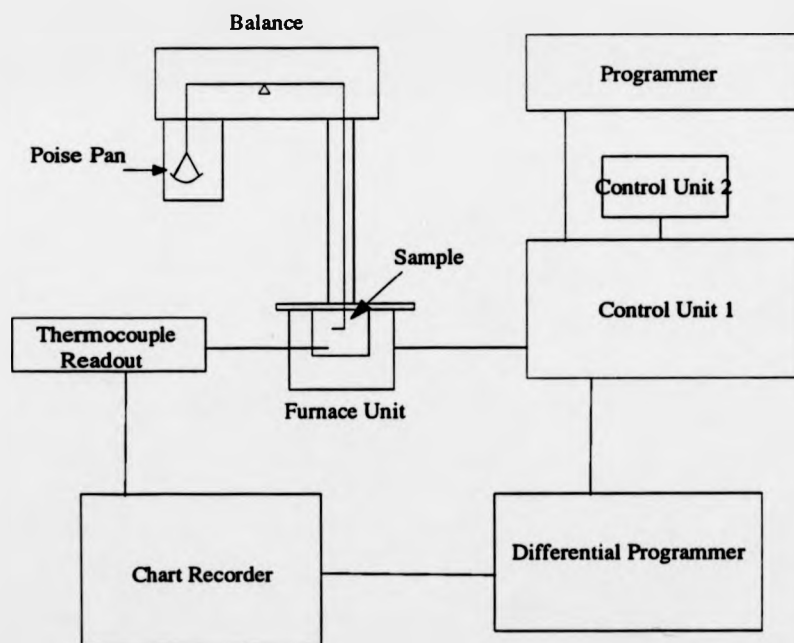 Balance
Programmer
Poise Pan
Control Unit 2
Sample
Control Unit 1
Thermocouple
Readout
Furnace Unit
Differential Programmer
Chart Recorder